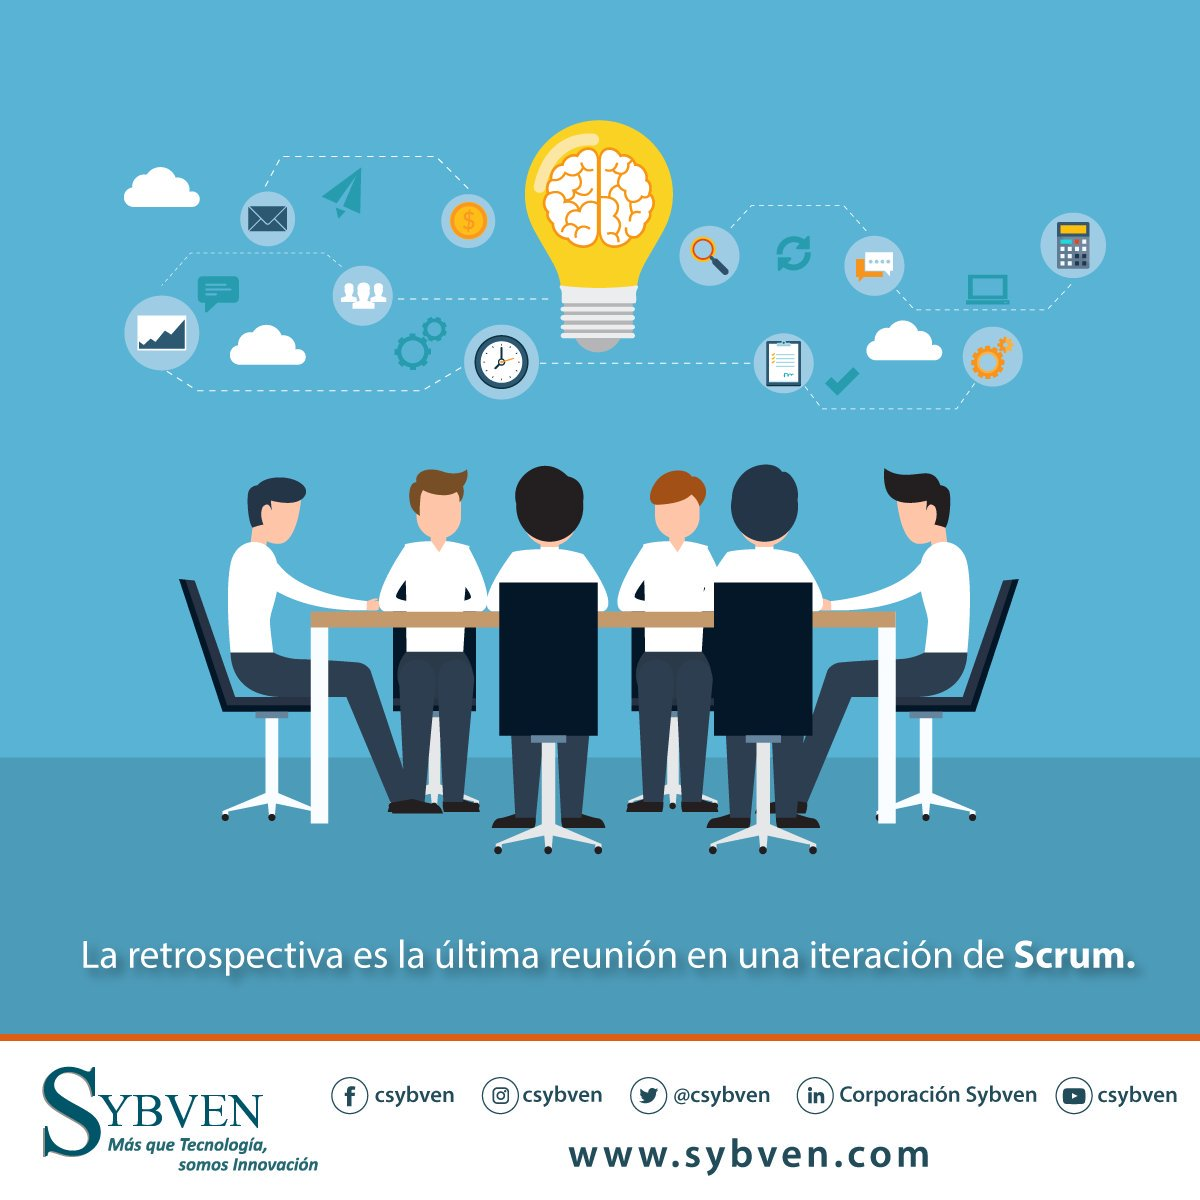 $
La retrospectiva es la última reunión en una iteración de Scrum.
SYBVEN
Más que Tecnología,
somos Innovación
csybven
csybven
@csybven
in Corporación Sybven
csybven
www.sybven.com